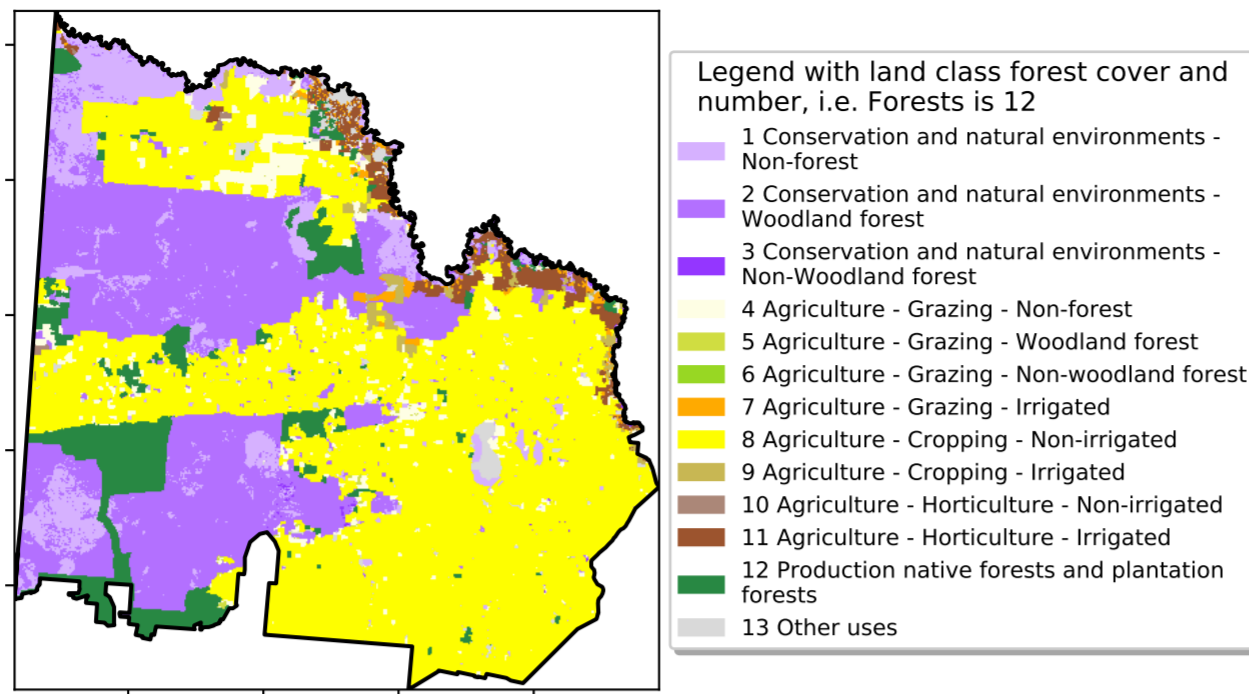 Legend with land class forest cover and
number, i.e. Forests is 12
1 Conservation and natural environments -
Non-forest
2 Conservation and natural environments -
Woodland forest
3 Conservation and natural environments -
Non-Woodland forest
4 Agriculture - Grazing - Non-forest
5 Agriculture - Grazing - Woodland forest
6 Agriculture - Grazing - Non-woodland forest
7 Agriculture - Grazing - Irrigated
8 Agriculture - Cropping - Non-irrigated
9 Agriculture - Cropping - Irrigated
10 Agriculture - Horticulture - Non-irrigated
11 Agriculture - Horticulture - Irrigated
12 Production native forests and plantation
forests
13 Other uses